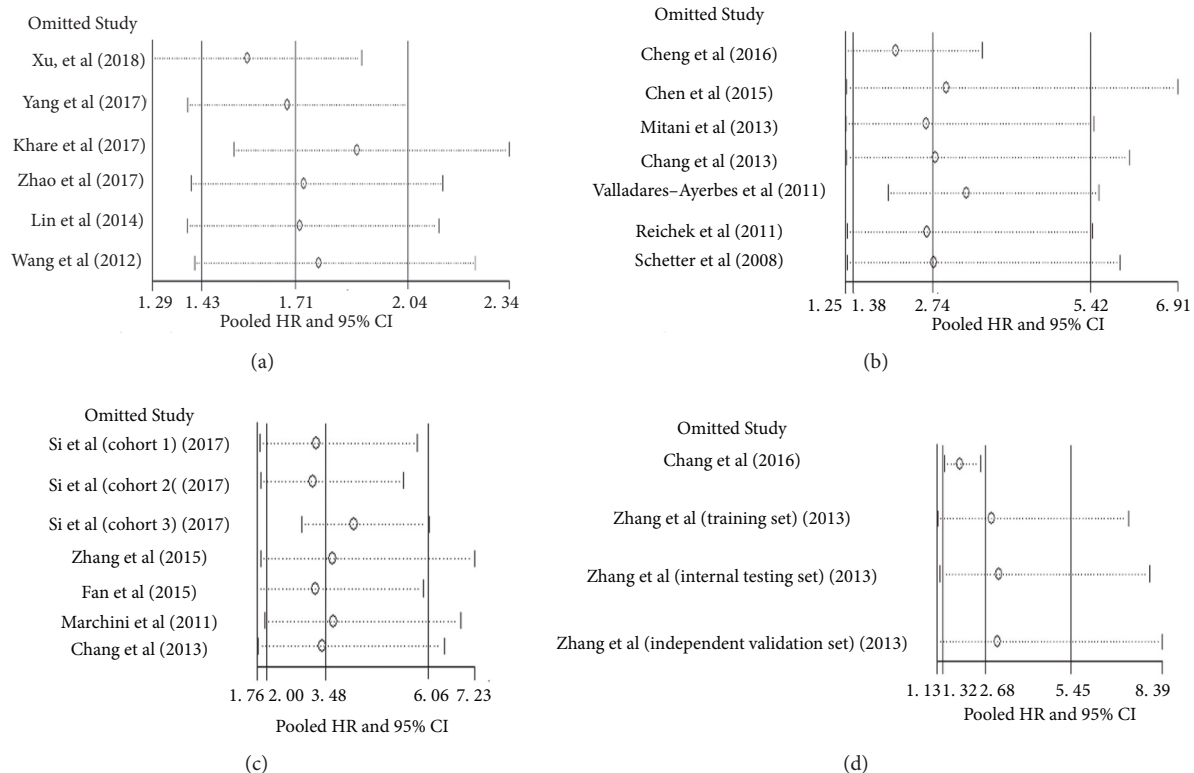 Omitted Study
Xu, et al (2018)
Yang et al (2017)
Khare et al (2017)
Zhao et al (2017)
Lin et al (2014)
Wang et al (2012)
1. 29 1. 43 1. 71 2. 04 2. 34
Pooled HR and 95% CI
(a)
Omitted Study
Cheng et al (2016)
Chen et al (2015)
Mitani et al (2013)
Chang et al (2013)
Valladares–Ayerbes et al (2011)
Reichek et al (2011)
Schetter et al (2008)
1. 25 1. 38 2. 74 5. 42 6. 91
Pooled HR and 95% CI
(b)
Omitted Study
Si et al (cohort 1) (2017)
Si et al (cohort 2( (2017)
Si et al (cohort 3) (2017)
Zhang et al (2015)
Fan et al (2015)
Marchini et al (2011)
Chang et al (2013)
1. 76 2. 00 3. 48 6. 06 7. 23
Pooled HR and 95% CI
(c)
Omitted Study
Chang et al (2016)
Zhang et al (training set) (2013)
Zhang et al (internal testing set) (2013)
Zhang et al (independent validation set) (2013)
1. 13 1. 32 2. 68 5. 45 8. 39
Pooled HR and 95% CI
(d)